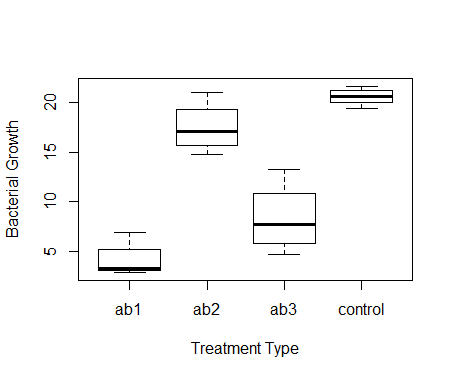 Bacterial Growth
20
15
10
5
ab1 ab2 ab3 control
Treatment Type